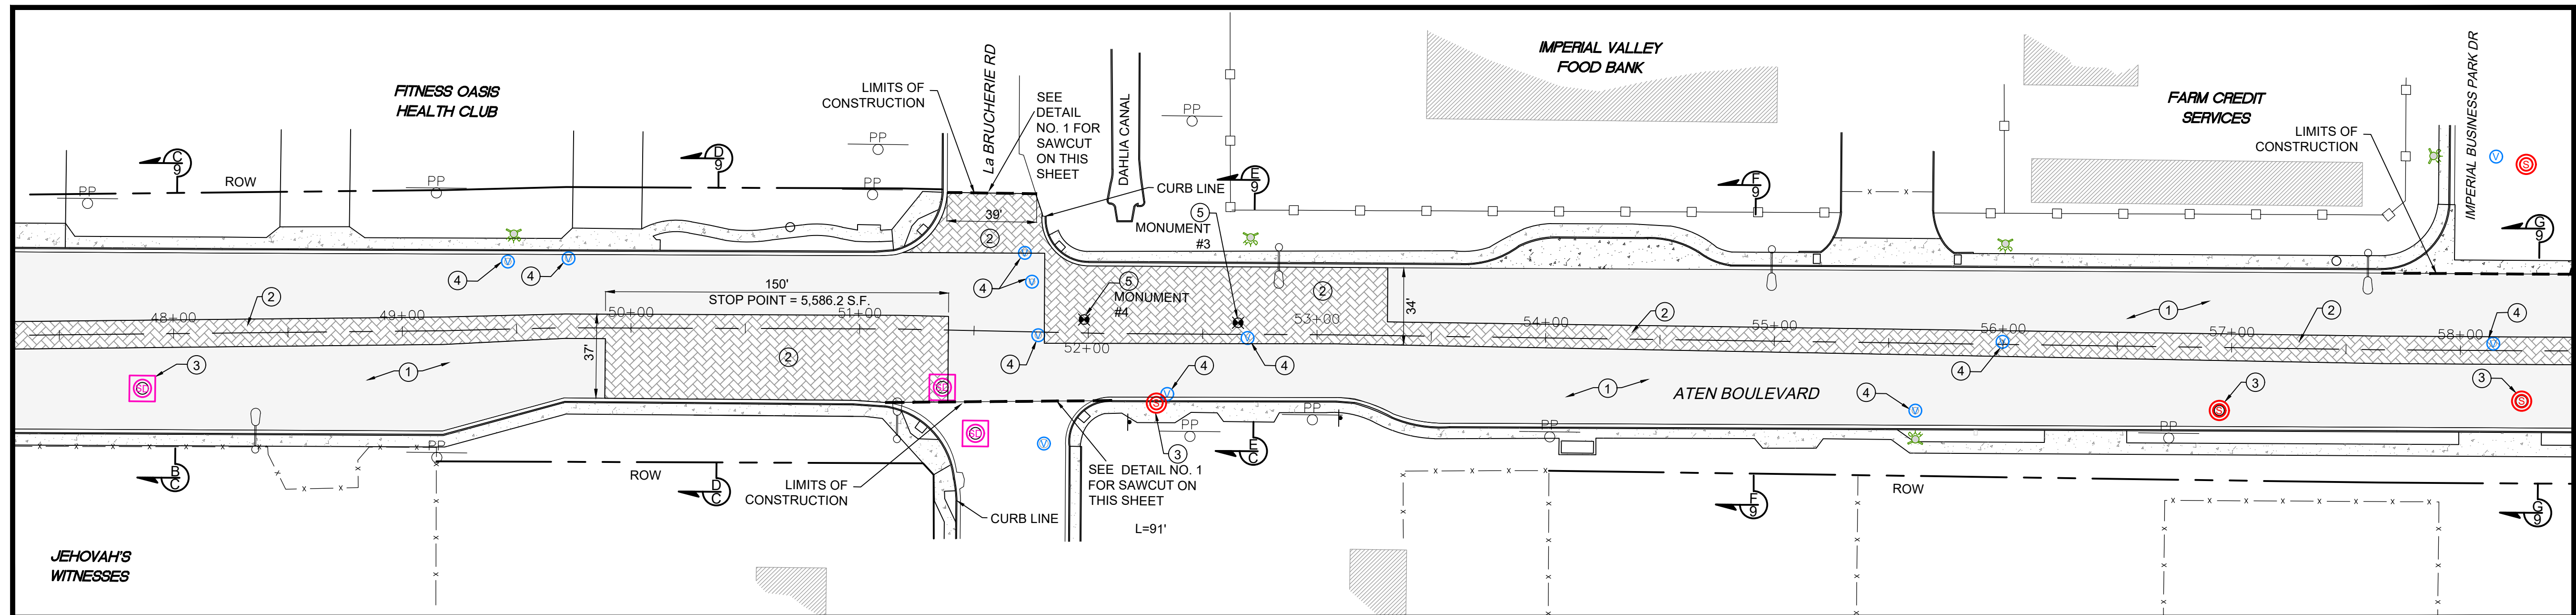 FITNESS OASIS
HEALTH CLUB
LIMITS OF
CONSTRUCTION
La BRUCHERIE RD
SEE
DETAIL
NO. 1 FOR
SAWCUT
ON THIS
SHEET
DAHLIA CANAL
IMPERIAL VALLEY
FOOD BANK
FARM CREDIT
SERVICES
LIMITS OF
CONSTRUCTION
IMPERIAL BUSINESS PARK DR
C
9
D
9
E
9
F
9
G
9
ROW
PP
PP
PP
PP
PP
CURB LINE
39'
2
5
MONUMENT
#3
V
V
V
V
V
S
4
4
4
150'
STOP POINT = 5,586.2 S.F.
5
MONUMENT
#4
2
34'
2
48+00
49+00
50+00
51+00
52+00
53+00
54+00
55+00
56+00
57+00
58+00
2
2
1
4
37'
2
V
V
V
V
4
4
4
4
SD
3
1
SD
SD
V
V
S
4
3
1
ATEN BOULEVARD
4
V
S
3
S
3
PP
PP
PP
PP
PP
B
C
D
C
E
C
F
9
G
9
ROW
ROW
LIMITS OF
CONSTRUCTION
SEE DETAIL NO. 1
FOR SAWCUT ON
THIS SHEET
CURB LINE
L=91'
JEHOVAH'S
WITNESSES